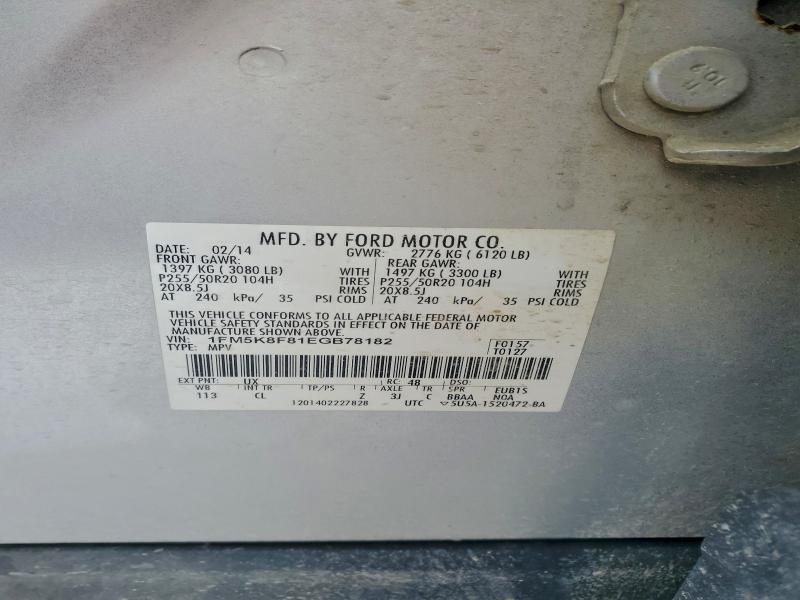 10.9
MFD. BY FORD MOTOR CO.
DATE: 02/14 GVWR: 2776 KG ( 6120 LB)
FRONT GAWR: REAR GAWR:
1397 KG ( 3080 LB) WITH 1497 KG ( 3300 LB) WITH
P255/50R20 104H TIRES P255/50R20 104H TIRES
20X8.5J RIMS 20X8.5J RIMS
AT 240 kPa/ 35 PSI COLD AT 240 kPa/ 35 PSI COLD
THIS VEHICLE CONFORMS TO ALL APPLICABLE FEDERAL MOTOR
VEHICLE SAFETY STANDARDS IN EFFECT ON THE DATE OF
MANUFACTURE SHOWN ABOVE.
VIN: 1FM5K8F81EGB78182 F0157
TYPE: MPV T0127
EXT PNT: UX RC: 48 DSO:
WB INT TR TP/PS R AXLE TR SPR EUB1S
113 CL Z 3J C BBAA NOA
1201402227828 UTC 5U5A-1520472-BA